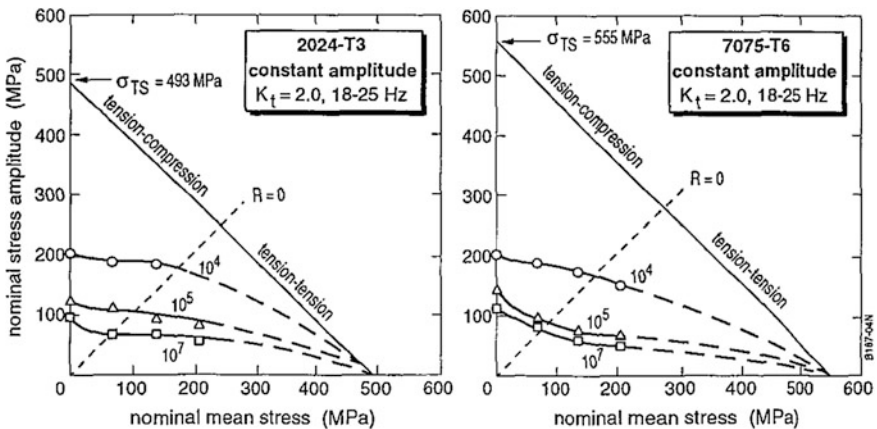 2024-T3
constant amplitude
Kt = 2.0, 18-25 Hz
σTS = 493 MPa
tension-compression
R = 0
tension-tension
10^4
10^5
10^7
600
500
400
300
200
100
0
0 100 200 300 400 500
nominal stress amplitude (MPa)
nominal mean stress (MPa)
7075-T6
constant amplitude
Kt = 2.0, 18-25 Hz
σTS = 555 MPa
tension-compression
R = 0
tension-tension
10^4
10^5
10^7
600
500
400
300
200
100
0 100 200 300 400 500
nominal mean stress (MPa)
B167-04N